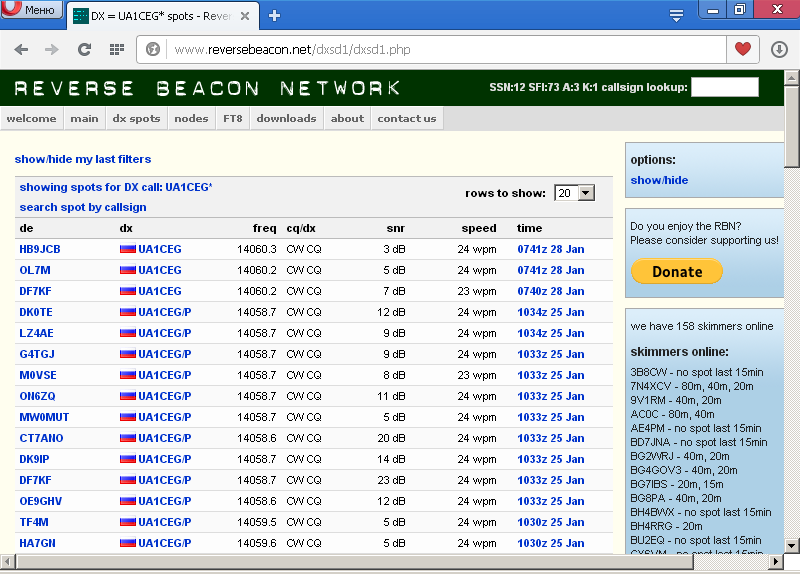 Меню
DX = UA1CEG* spots - Rever
www.reversebeacon.net/dxsd1/dxsd1.php
REVERSE BEACON NETWORK
SSN:12 SFI:73 A:3 K:1 callsign lookup:
welcome main dx spots nodes FT8 downloads about contact us
show/hide my last filters
showing spots for DX call: UA1CEG*
rows to show: 20
search spot by callsign
de dx freq cq/dx snr speed time
HB9JCB UA1CEG 14060.3 CW CQ 3 dB 24 wpm 0741z 28 Jan
OL7M UA1CEG 14060.2 CW CQ 5 dB 24 wpm 0741z 28 Jan
DF7KF UA1CEG 14060.2 CW CQ 7 dB 23 wpm 0740z 28 Jan
DK0TE UA1CEG/P 14058.7 CW CQ 12 dB 24 wpm 1034z 25 Jan
LZ4AE UA1CEG/P 14058.7 CW CQ 9 dB 24 wpm 1034z 25 Jan
G4TGJ UA1CEG/P 14058.7 CW CQ 9 dB 24 wpm 1033z 25 Jan
M0VSE UA1CEG/P 14058.7 CW CQ 8 dB 23 wpm 1033z 25 Jan
ON6ZQ UA1CEG/P 14058.7 CW CQ 11 dB 24 wpm 1033z 25 Jan
MW0MUT UA1CEG/P 14058.7 CW CQ 5 dB 24 wpm 1033z 25 Jan
CT7ANO UA1CEG/P 14058.6 CW CQ 20 dB 24 wpm 1033z 25 Jan
DK9IP UA1CEG/P 14058.7 CW CQ 14 dB 24 wpm 1033z 25 Jan
DF7KF UA1CEG/P 14058.7 CW CQ 23 dB 24 wpm 1033z 25 Jan
OE9GHV UA1CEG/P 14058.6 CW CQ 12 dB 24 wpm 1033z 25 Jan
TF4M UA1CEG/P 14059.5 CW CQ 5 dB 24 wpm 1030z 25 Jan
HA7GN UA1CEG/P 14059.6 CW CQ 5 dB 24 wpm 1030z 25 Jan
options:
show/hide
Do you enjoy the RBN?
Please consider supporting us!
Donate
we have 158 skimmers online
skimmers online:
3B8CW - no spot last 15min
7N4XCV - 80m, 40m, 20m
9V1RM - 40m, 20m
AC0C - 80m, 40m
AE4PM - no spot last 15min
BD7JNA - no spot last 15min
BG2WRJ - 40m, 20m
BG4GOV3 - 40m, 20m
BG7IBS - 20m, 15m
BG8PA - 40m, 20m
BH4BWX - no spot last 15min
BH4RRG - 20m
BU2EQ - no spot last 15min